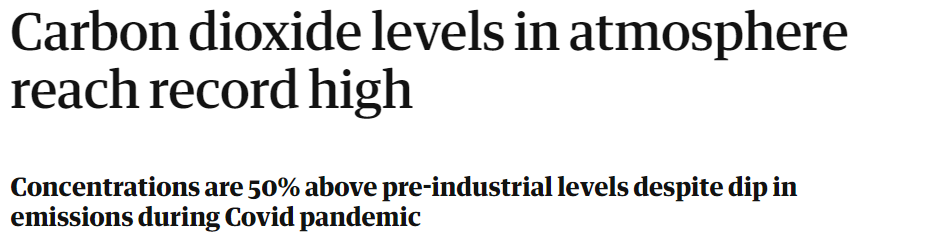 Carbon dioxide levels in atmosphere
reach record high
Concentrations are 50% above pre-industrial levels despite dip in
emissions during Covid pandemic